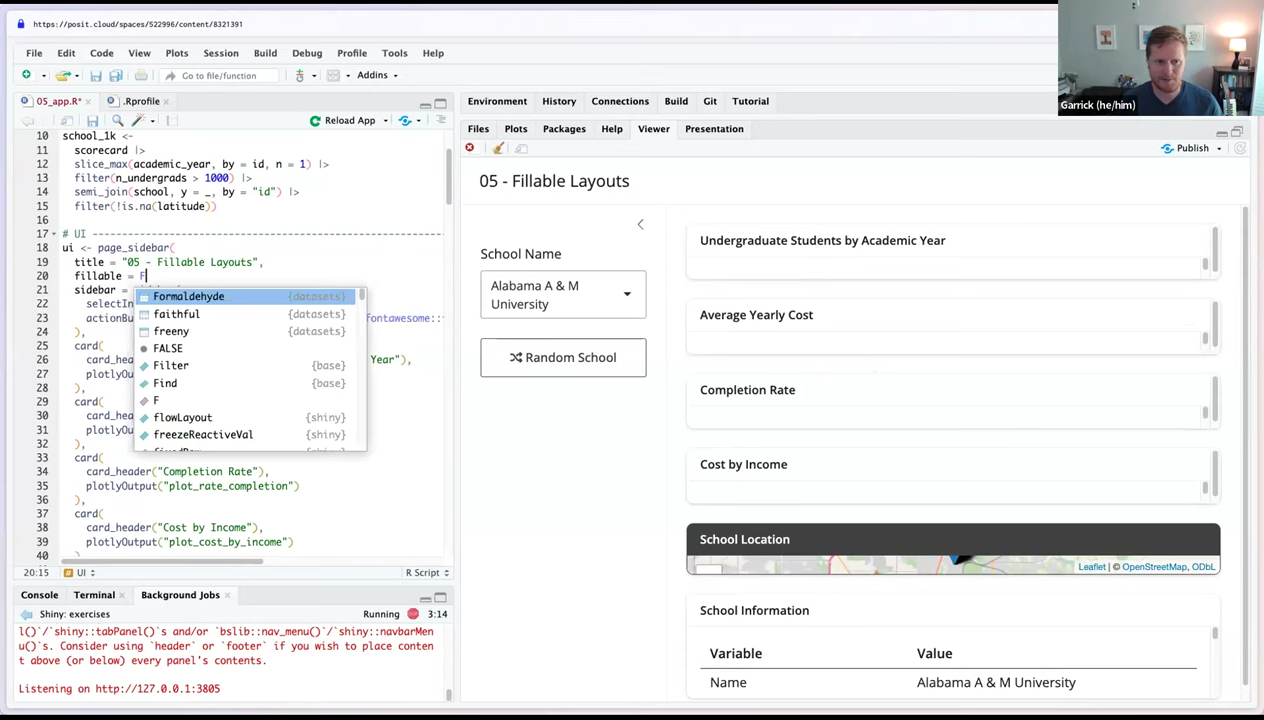 https://posit.cloud/spaces/522996/content/8321391
File Edit Code View Plots Session Build Debug Profile Tools Help
Go to file/function
Addins
05_app.R*
.Rprofile
Reload App
10 school_1k <-
11 scorecard |>
12 slice_max(academic_year, by = id, n = 1) |>
13 filter(n_undergrads > 1000) |>
14 semi_join(school, y = _, by = "id") |>
15 filter(!is.na(latitude))
16
17 # UI ----------------------------------------------------
18 ui <- page_sidebar(
19 title = "05 - Fillable Layouts",
20 fillable = F
21 sidebar =
22 selectIn
23 actionBu fontawesome::
24 ),
25 card(
26 card_hea Year"),
27 plotlyOu
28 ),
29 card(
30 card_hea
31 plotlyOu
32 ),
33 card(
34 card_header("Completion Rate"),
35 plotlyOutput("plot_rate_completion")
36 ),
37 card(
38 card_header("Cost by Income"),
39 plotlyOutput("plot_cost_by_income")
40 )
Formaldehyde {datasets}
faithful {datasets}
freeny {datasets}
FALSE
Filter {base}
Find {base}
F
flowLayout {shiny}
freezeReactiveVal {shiny}
20:15 UI R Script
Console Terminal Background Jobs
Shiny: exercises Running 3:14
l()`/`shiny::tabPanel()`s and/or `bslib::nav_menu()`/`shiny::navbarMen
u()`s. Consider using `header` or `footer` if you wish to place conten
t above (or below) every panel's contents.
Listening on http://127.0.0.1:3805
Environment History Connections Build Git Tutorial
Files Plots Packages Help Viewer Presentation
Publish
05 - Fillable Layouts
School Name
Alabama A & M
University
Random School
Undergraduate Students by Academic Year
Average Yearly Cost
Completion Rate
Cost by Income
School Location
Leaflet | © OpenStreetMap, ODbL
School Information
Variable Value
Name Alabama A & M University
Garrick (he/him)